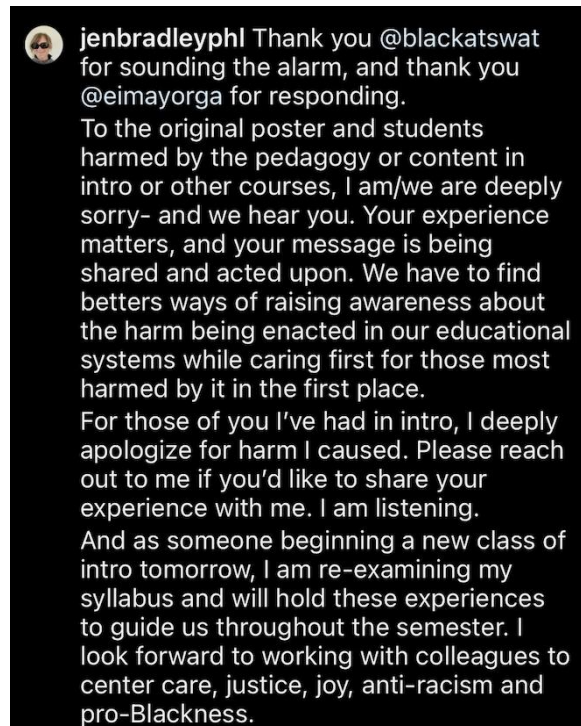 jenbradleyphl Thank you @blackatswat
for sounding the alarm, and thank you
@eimayorga for responding.
To the original poster and students
harmed by the pedagogy or content in
intro or other courses, I am/we are deeply
sorry- and we hear you. Your experience
matters, and your message is being
shared and acted upon. We have to find
betters ways of raising awareness about
the harm being enacted in our educational
systems while caring first for those most
harmed by it in the first place.
For those of you I’ve had in intro, I deeply
apologize for harm I caused. Please reach
out to me if you’d like to share your
experience with me. I am listening.
And as someone beginning a new class of
intro tomorrow, I am re-examining my
syllabus and will hold these experiences
to guide us throughout the semester. I
look forward to working with colleagues to
center care, justice, joy, anti-racism and
pro-Blackness.